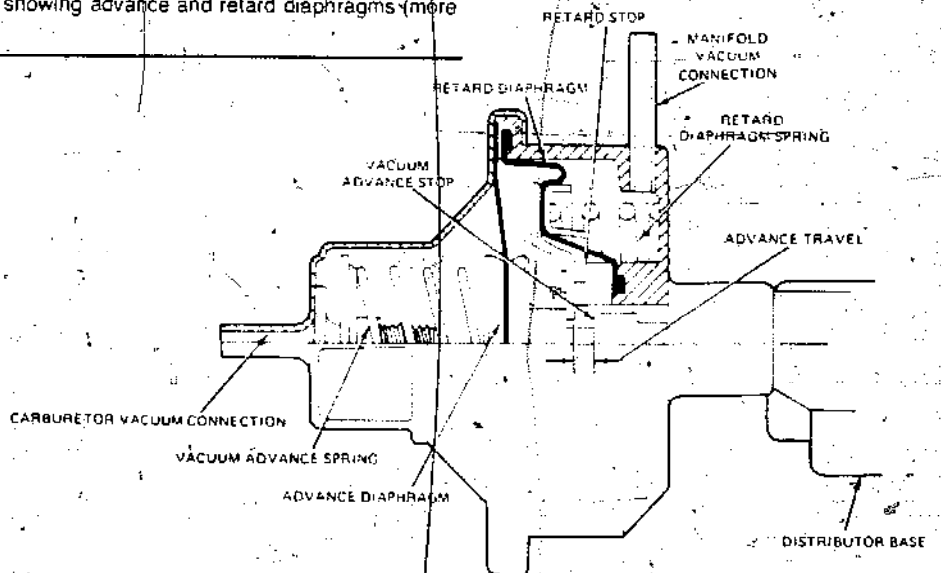 showing advance and retard diaphragms (more
RETARD STOP
MANIFOLD
VACUUM
CONNECTION
RETARD DIAPHRAGM
RETARD
DIAPHRAGM SPRING
VACUUM
ADVANCE STOP
ADVANCE TRAVEL
CARBURETOR VACUUM CONNECTION
VACUUM ADVANCE SPRING
ADVANCE DIAPHRAGM
DISTRIBUTOR BASE